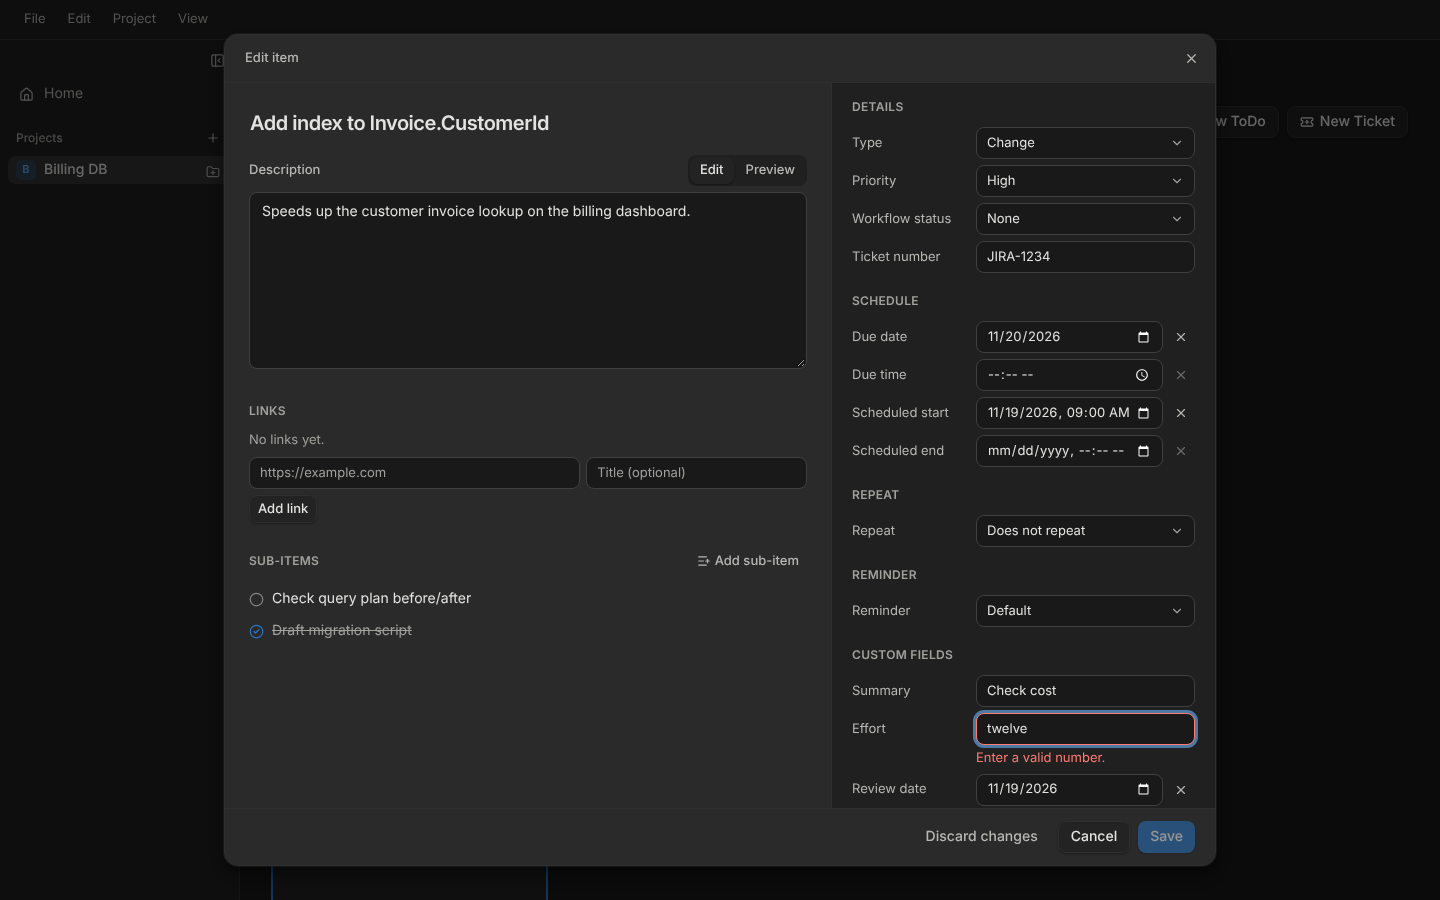 File Edit Project View
Edit item
Home
Projects
B Billing DB
w ToDo
New Ticket
Add index to Invoice.CustomerId
Description
Edit Preview
Speeds up the customer invoice lookup on the billing dashboard.
LINKS
No links yet.
https://example.com
Title (optional)
Add link
SUB-ITEMS
Add sub-item
Check query plan before/after
Draft migration script
DETAILS
Type Change
Priority High
Workflow status None
Ticket number JIRA-1234
SCHEDULE
Due date 11/20/2026
Due time --:-- --
Scheduled start 11/19/2026, 09:00 AM
Scheduled end mm/dd/yyyy, --:-- --
REPEAT
Repeat Does not repeat
REMINDER
Reminder Default
CUSTOM FIELDS
Summary Check cost
Effort twelve
Enter a valid number.
Review date 11/19/2026
Discard changes Cancel Save